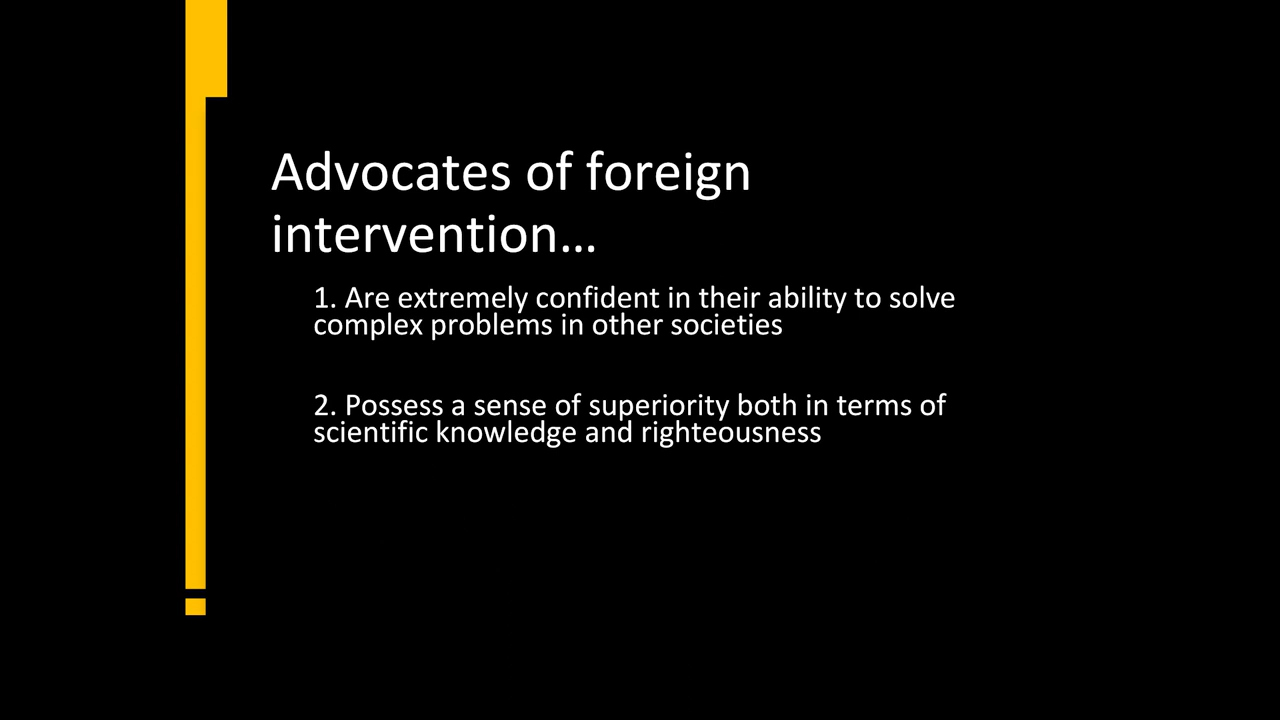 Advocates of foreign
intervention…
1. Are extremely confident in their ability to solve
complex problems in other societies
2. Possess a sense of superiority both in terms of
scientific knowledge and righteousness